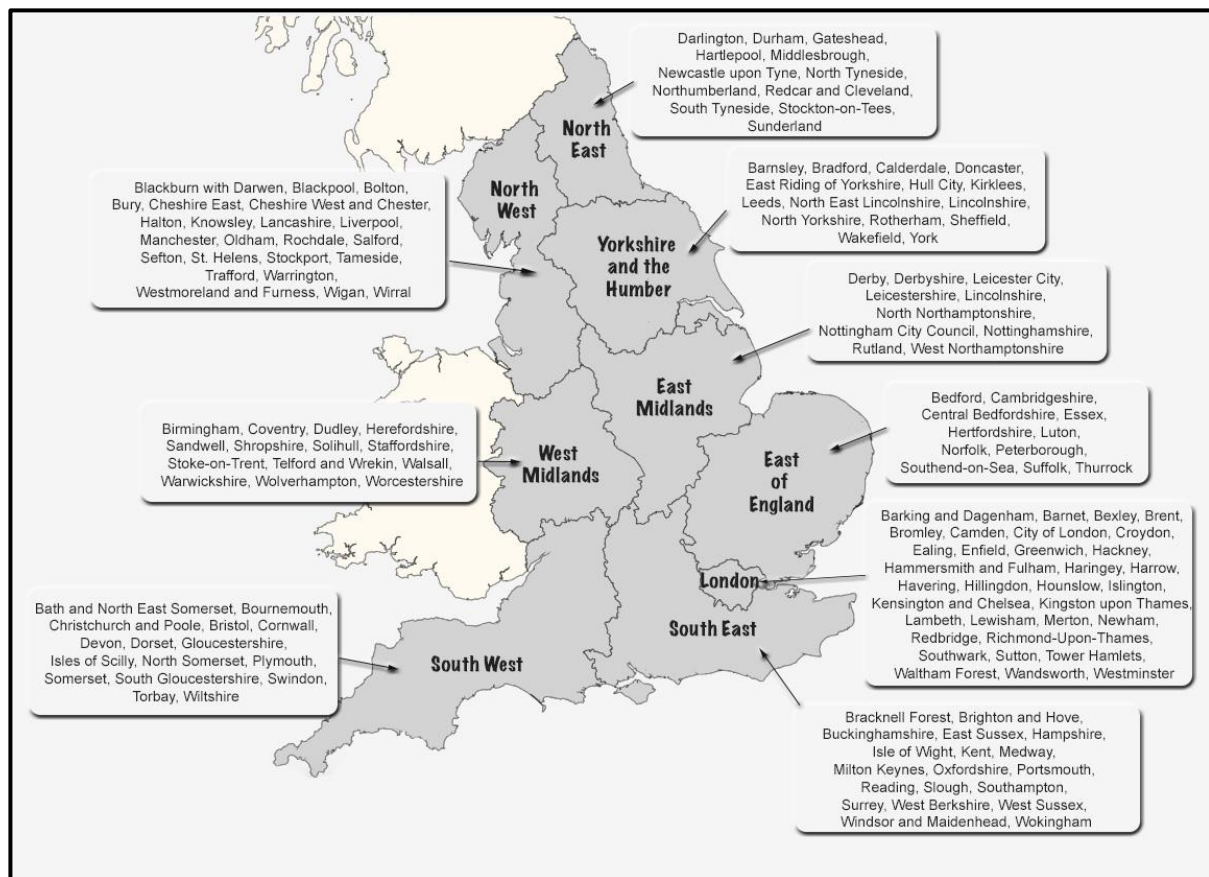 Darlington, Durham, Gateshead,
Hartlepool, Middlesbrough,
Newcastle upon Tyne, North Tyneside,
Northumberland, Redcar and Cleveland,
South Tyneside, Stockton-on-Tees,
Sunderland
North
East
Barnsley, Bradford, Calderdale, Doncaster,
East Riding of Yorkshire, Hull City, Kirklees,
Leeds, North East Lincolnshire, Lincolnshire,
North Yorkshire, Rotherham, Sheffield,
Wakefield, York
Blackburn with Darwen, Blackpool, Bolton,
Bury, Cheshire East, Cheshire West and Chester,
Halton, Knowsley, Lancashire, Liverpool,
Manchester, Oldham, Rochdale, Salford,
Sefton, St. Helens, Stockport, Tameside,
Trafford, Warrington,
Westmoreland and Furness, Wigan, Wirral
North
West
Yorkshire
and the
Humber
Derby, Derbyshire, Leicester City,
Leicestershire, Lincolnshire,
North Northamptonshire,
Nottingham City Council, Nottinghamshire,
Rutland, West Northamptonshire
East
Midlands
Bedford, Cambridgeshire,
Central Bedfordshire, Essex,
Hertfordshire, Luton,
Norfolk, Peterborough,
Southend-on-Sea, Suffolk, Thurrock
Birmingham, Coventry, Dudley, Herefordshire,
Sandwell, Shropshire, Solihull, Staffordshire,
Stoke-on-Trent, Telford and Wrekin, Walsall,
Warwickshire, Wolverhampton, Worcestershire
West
Midlands
East
of
England
Barking and Dagenham, Barnet, Bexley, Brent,
Bromley, Camden, City of London, Croydon,
Ealing, Enfield, Greenwich, Hackney,
Hammersmith and Fulham, Haringey, Harrow,
Havering, Hillingdon, Hounslow, Islington,
Kensington and Chelsea, Kingston upon Thames,
Lambeth, Lewisham, Merton, Newham,
Redbridge, Richmond-Upon-Thames,
Southwark, Sutton, Tower Hamlets,
Waltham Forest, Wandsworth, Westminster
London
Bath and North East Somerset, Bournemouth,
Christchurch and Poole, Bristol, Cornwall,
Devon, Dorset, Gloucestershire,
Isles of Scilly, North Somerset, Plymouth,
Somerset, South Gloucestershire, Swindon,
Torbay, Wiltshire
South West
South East
Bracknell Forest, Brighton and Hove,
Buckinghamshire, East Sussex, Hampshire,
Isle of Wight, Kent, Medway,
Milton Keynes, Oxfordshire, Portsmouth,
Reading, Slough, Southampton,
Surrey, West Berkshire, West Sussex,
Windsor and Maidenhead, Wokingham